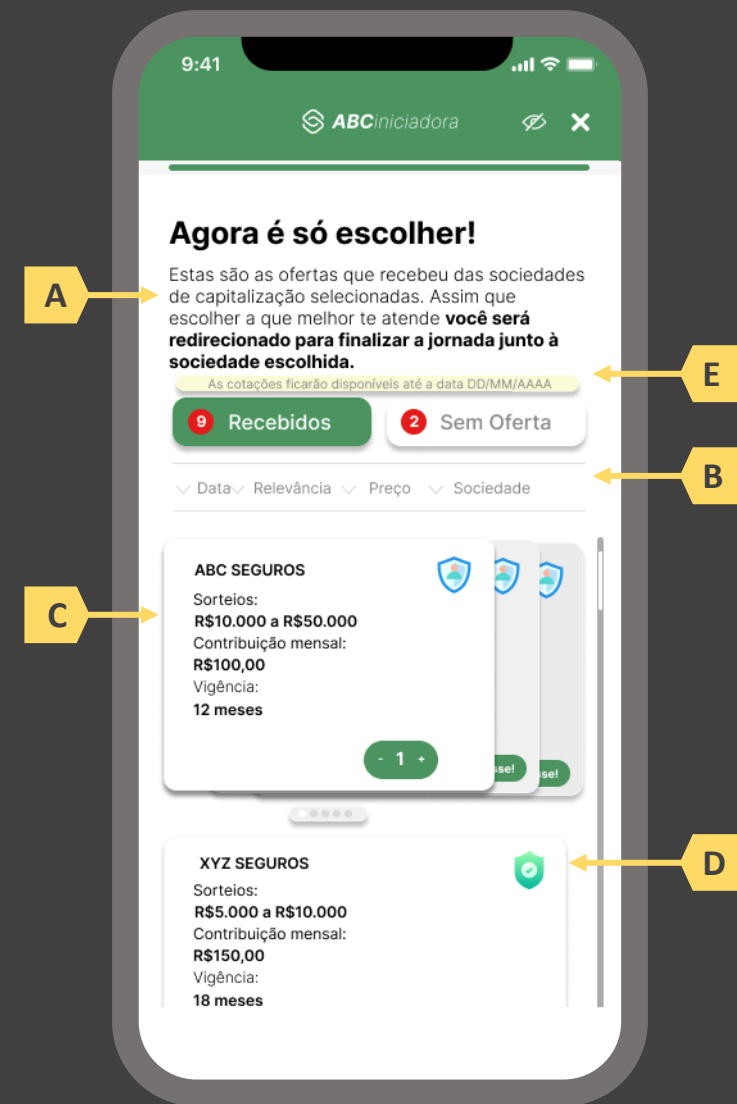 9:41
ABCiniciadora
Agora é só escolher!
A
Estas são as ofertas que recebeu das sociedades
de capitalização selecionadas. Assim que
escolher a que melhor te atende você será
redirecionado para finalizar a jornada junto à
sociedade escolhida.
As cotações ficarão disponíveis até a data DD/MM/AAAA
E
9 Recebidos
2 Sem Oferta
B
Data Relevância Preço Sociedade
ABC SEGUROS
C
Sorteios:
R$10.000 a R$50.000
Contribuição mensal:
R$100,00
Vigência:
12 meses
- 1 +
sse!
sse!
XYZ SEGUROS
D
Sorteios:
R$5.000 a R$10.000
Contribuição mensal:
R$150,00
Vigência:
18 meses